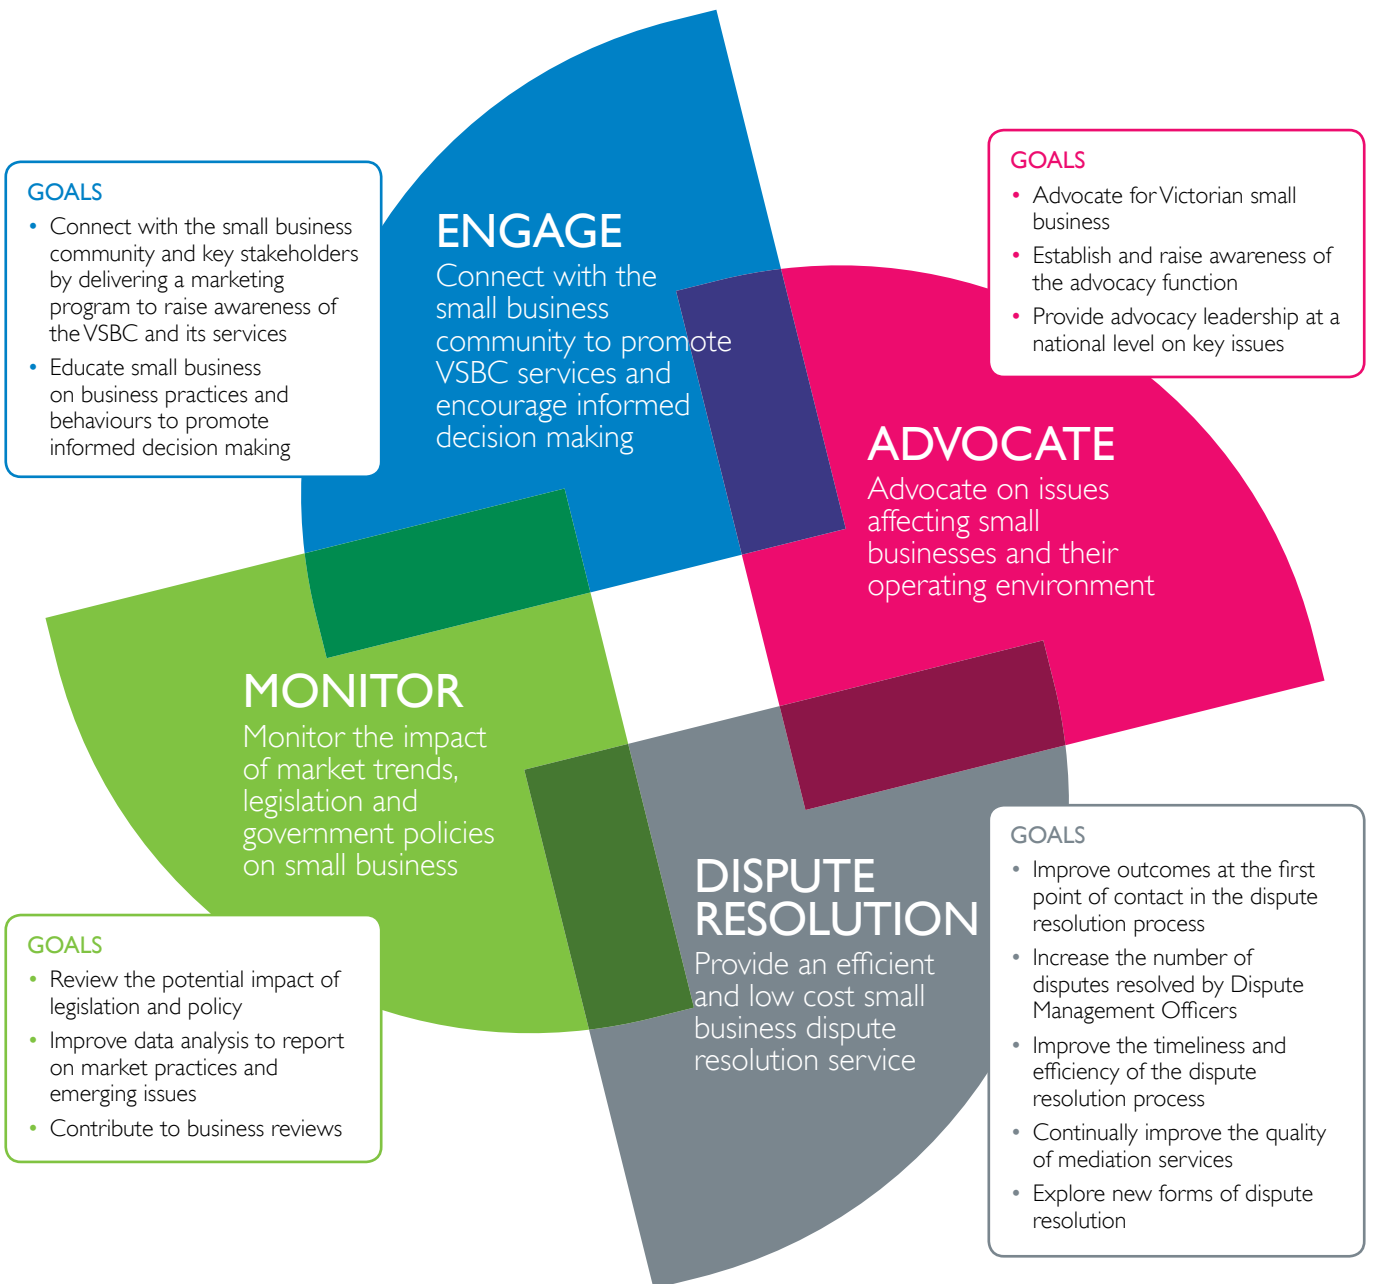 GOALS
• Connect with the small business
community and key stakeholders
by delivering a marketing
program to raise awareness of
the VSBC and its services
• Educate small business
on business practices and
behaviours to promote
informed decision making
ENGAGE
Connect with the
small business
community to promote
VSBC services and
encourage informed
decision making
GOALS
• Advocate for Victorian small
business
• Establish and raise awareness of
the advocacy function
• Provide advocacy leadership at a
national level on key issues
ADVOCATE
Advocate on issues
affecting small
businesses and their
operating environment
MONITOR
Monitor the impact
of market trends,
legislation and
government policies
on small business
GOALS
• Review the potential impact of
legislation and policy
• Improve data analysis to report
on market practices and
emerging issues
• Contribute to business reviews
DISPUTE
RESOLUTION
Provide an efficient
and low cost small
business dispute
resolution service
GOALS
• Improve outcomes at the first
point of contact in the dispute
resolution process
• Increase the number of
disputes resolved by Dispute
Management Officers
• Improve the timeliness and
efficiency of the dispute
resolution process
• Continually improve the quality
of mediation services
• Explore new forms of dispute
resolution